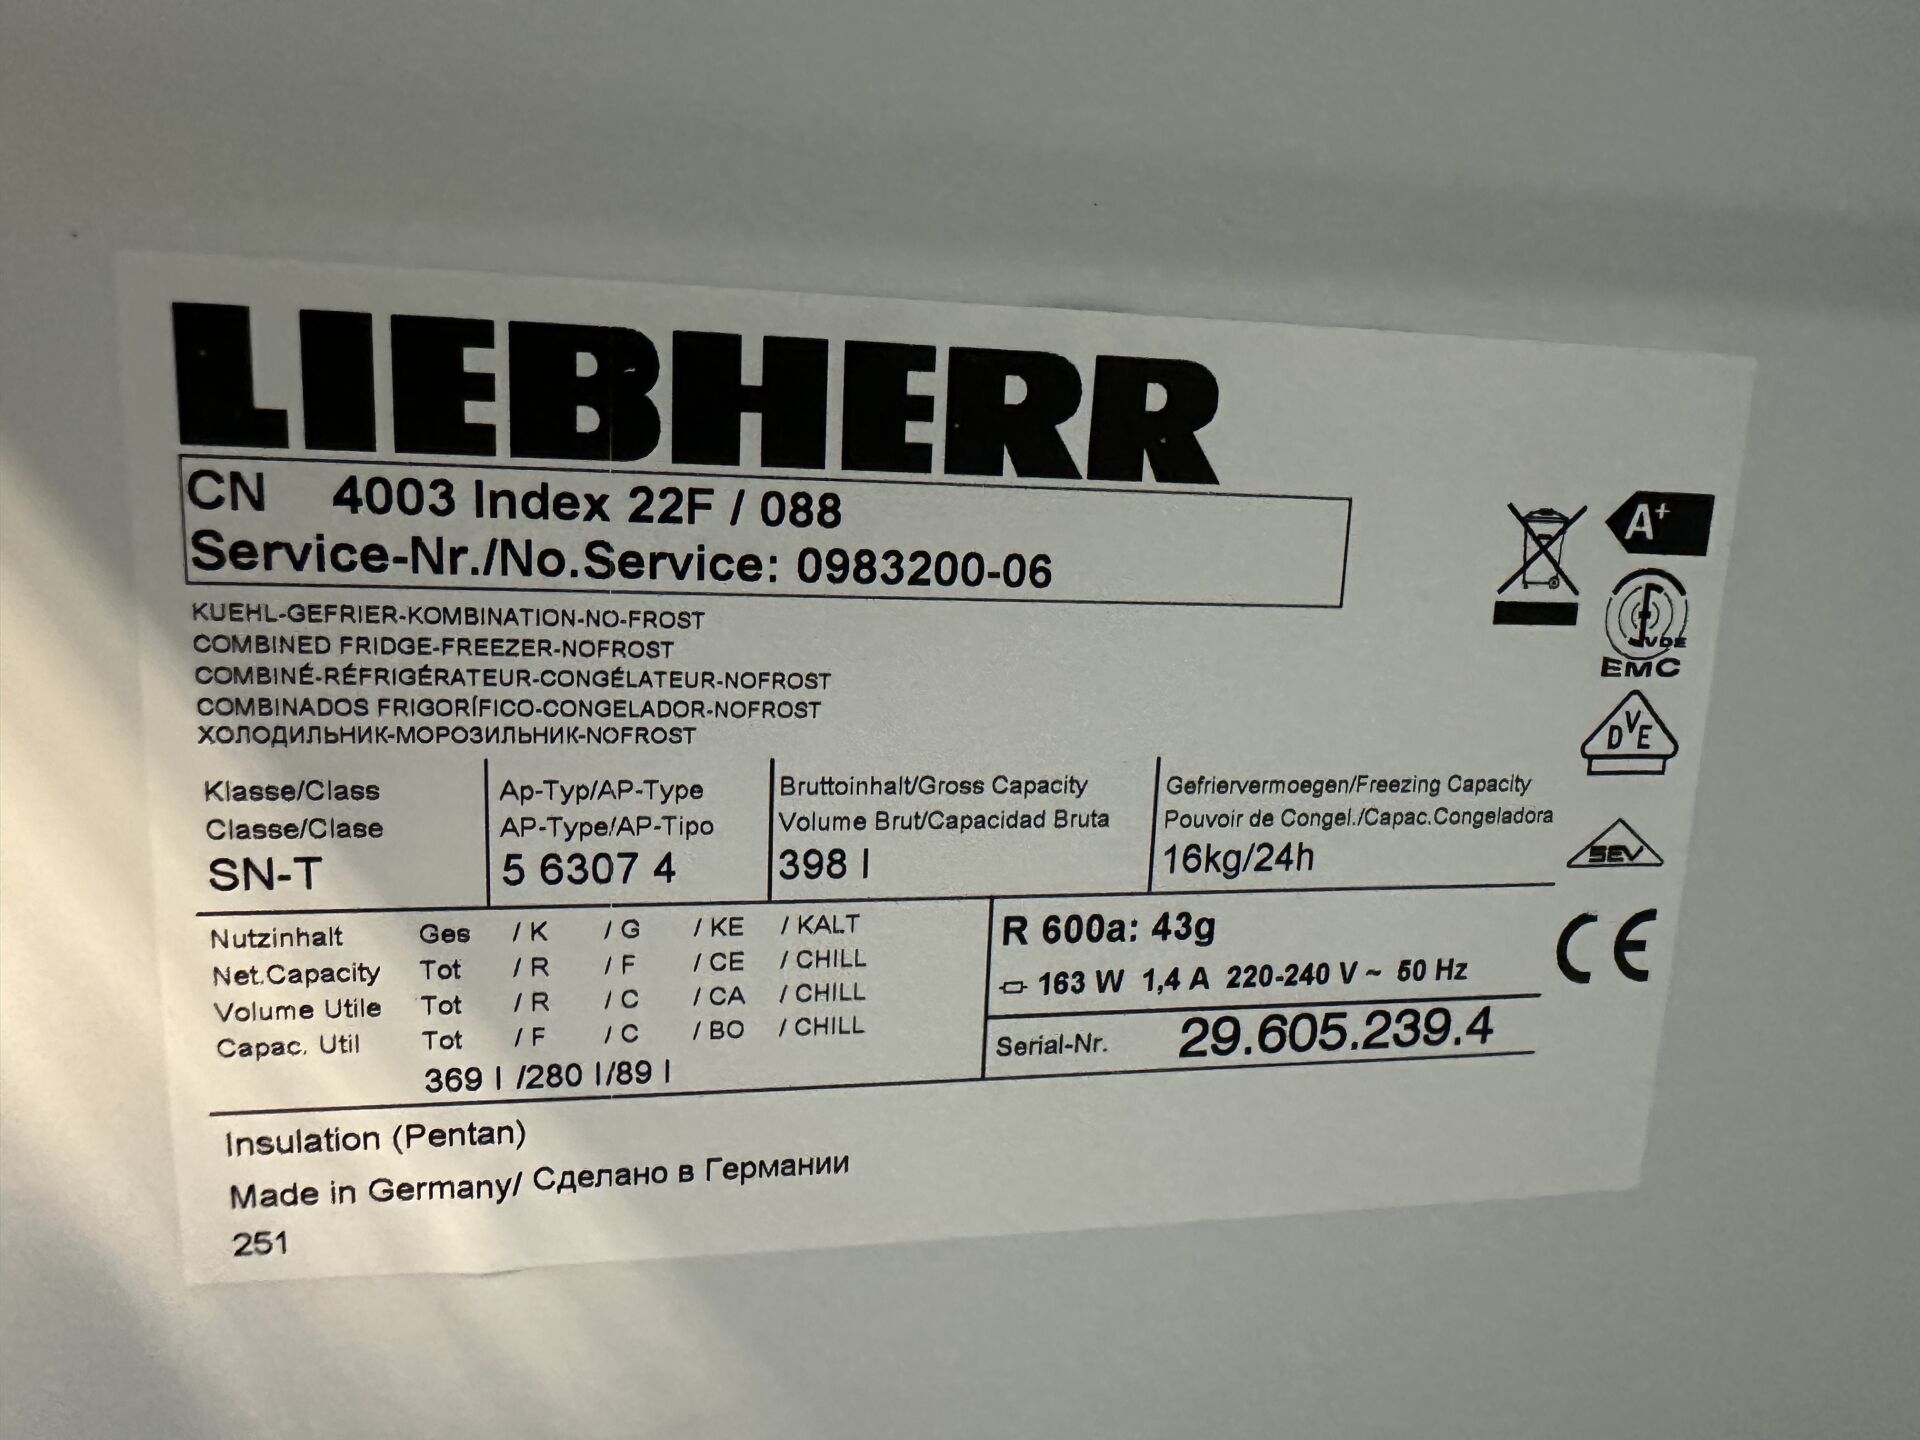 LIEBHERR
CN 4003 Index 22F / 088
Service-Nr./No.Service: 0983200-06
A+
VDE
EMC
KUEHL-GEFRIER-KOMBINATION-NO-FROST
COMBINED FRIDGE-FREEZER-NOFROST
COMBINÉ-RÉFRIGÉRATEUR-CONGÉLATEUR-NOFROST
COMBINADOS FRIGORÍFICO-CONGELADOR-NOFROST
ХОЛОДИЛЬНИК-МОРОЗИЛЬНИК-NOFROST
DVE
Klasse/Class
Classe/Clase
SN-T
Ap-Typ/AP-Type
AP-Type/AP-Tipo
5 6307 4
Bruttoinhalt/Gross Capacity
Volume Brut/Capacidad Bruta
398 l
Gefriervermoegen/Freezing Capacity
Pouvoir de Congel./Capac.Congeladora
16kg/24h
SEV
Nutzinhalt Ges / K / G / KE / KALT
Net.Capacity Tot / R / F / CE / CHILL
Volume Utile Tot / R / C / CA / CHILL
Capac. Util Tot / F / C / BO / CHILL
369 l /280 l/89 l
R 600a: 43g
163 W 1,4 A 220-240 V ~ 50 Hz
CE
Serial-Nr. 29.605.239.4
Insulation (Pentan)
Made in Germany/ Сделано в Германии
251